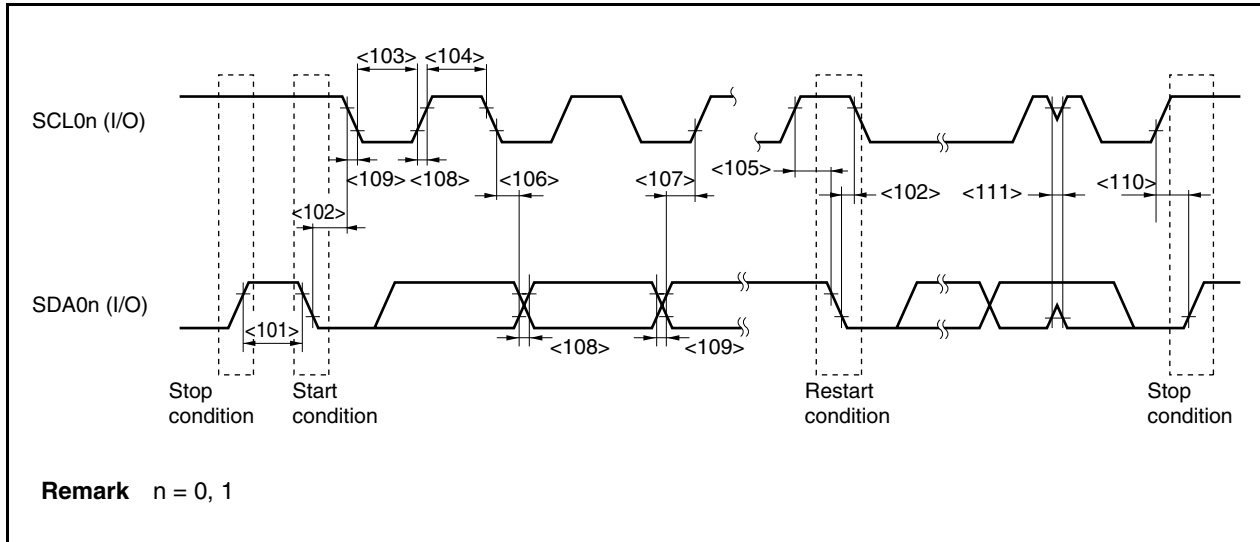 <103> <104>
SCL0n (I/O)
<109> <108> <106> <107> <105> <102> <111> <110>
<102>
SDA0n (I/O)
<101>
<108> <109>
Stop condition
Start condition
Restart condition
Stop condition
Remark n = 0, 1